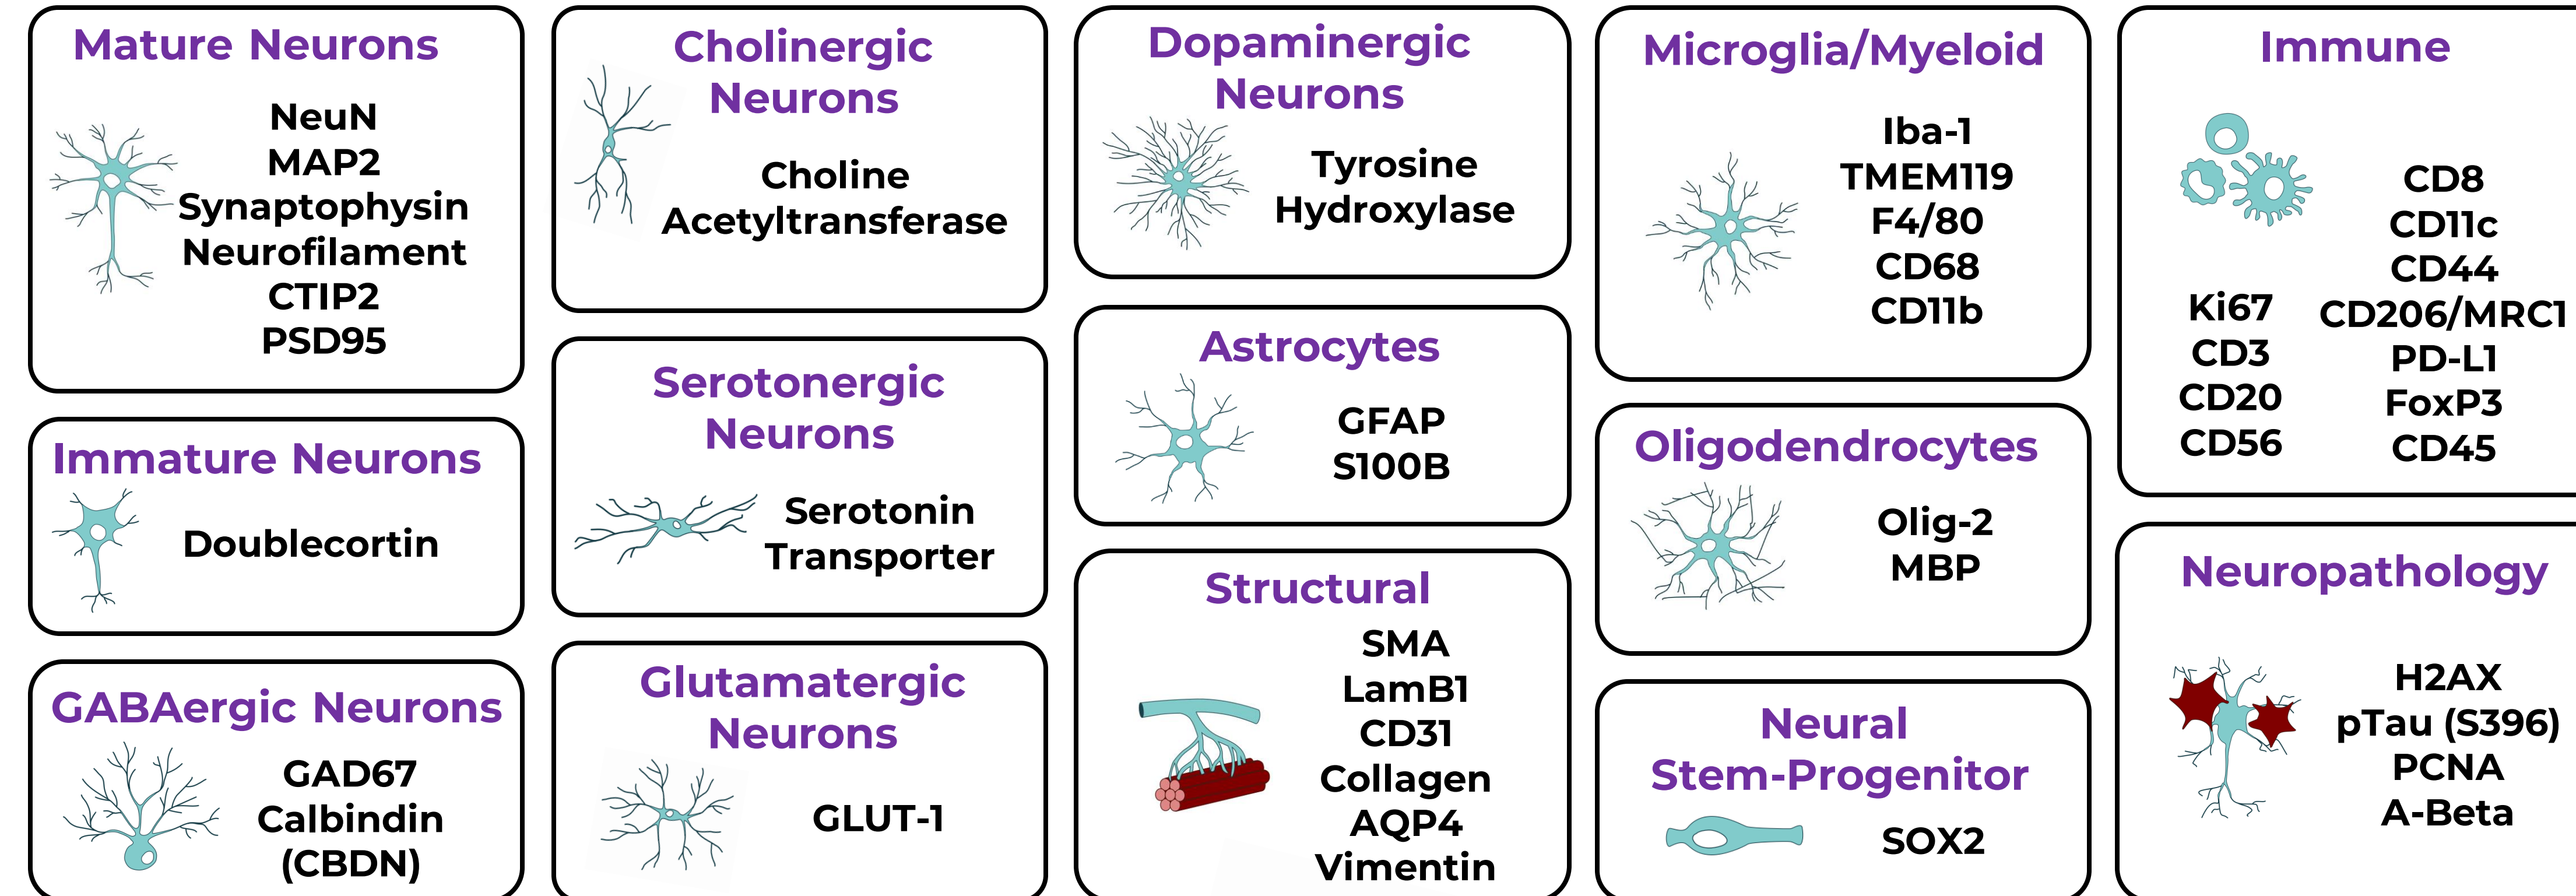 Mature Neurons
NeuN
MAP2
Synaptophysin
Neurofilament
CTIP2
PSD95
Immature Neurons
Doublecortin
GABAergic Neurons
GAD67
Calbindin
(CBDN)
Cholinergic
Neurons
Choline
Acetyltransferase
Serotonergic
Neurons
Serotonin
Transporter
Glutamatergic
Neurons
GLUT-1
Dopaminergic
Neurons
Tyrosine
Hydroxylase
Astrocytes
GFAP
S100B
Structural
SMA
LamB1
CD31
Collagen
AQP4
Vimentin
Microglia/Myeloid
Iba-1
TMEM119
F4/80
CD68
CD11b
Oligodendrocytes
Olig-2
MBP
Neural
Stem-Progenitor
SOX2
Immune
Ki67
CD3
CD20
CD56
CD8
CD11c
CD44
CD206/MRC1
PD-L1
FoxP3
CD45
Neuropathology
H2AX
pTau (S396)
PCNA
A-Beta